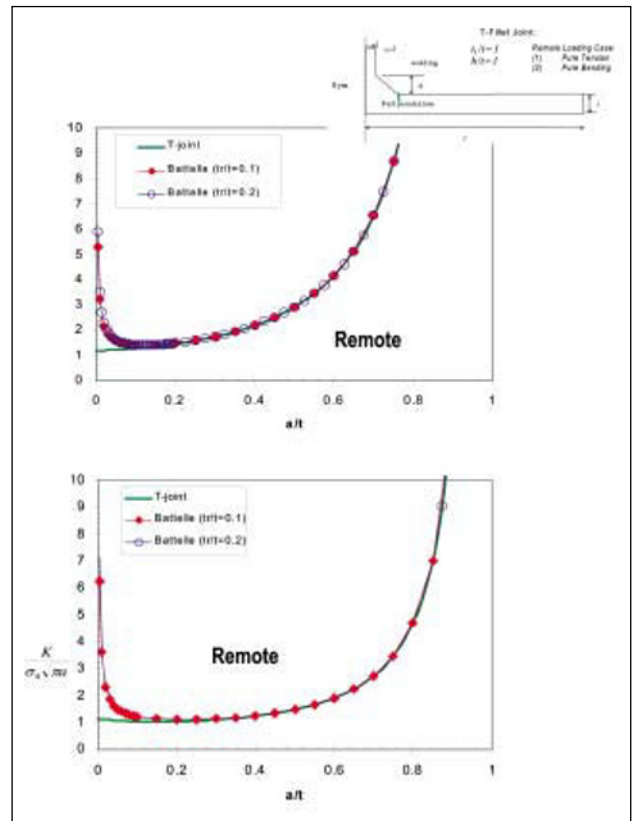 T-Fillet Joint:
Remote Loading Case
(1) Pure Tension
(2) Pure Bending
welding
Sym
T-joint
Battelle (tr/t=0.1)
Battelle (tr/t=0.2)
10
9
8
7
6
5
4
3
2
1
0
Remote
0 0.2 0.4 0.6 0.8 1
a/t
T-joint
Battelle (tr/t=0.1)
Battelle (tr/t=0.2)
10
9
8
7
6
5
4
3
2
1
0
K
Remote
0 0.2 0.4 0.6 0.8 1
a/t